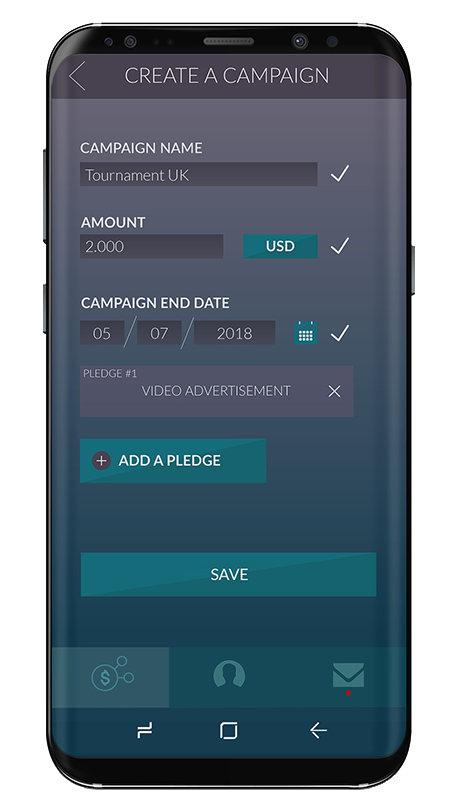 CREATE A CAMPAIGN
CAMPAIGN NAME
Tournament UK
AMOUNT
2.000 USD
CAMPAIGN END DATE
05 / 07 / 2018
PLEDGE #1
VIDEO ADVERTISEMENT
ADD A PLEDGE
SAVE
$